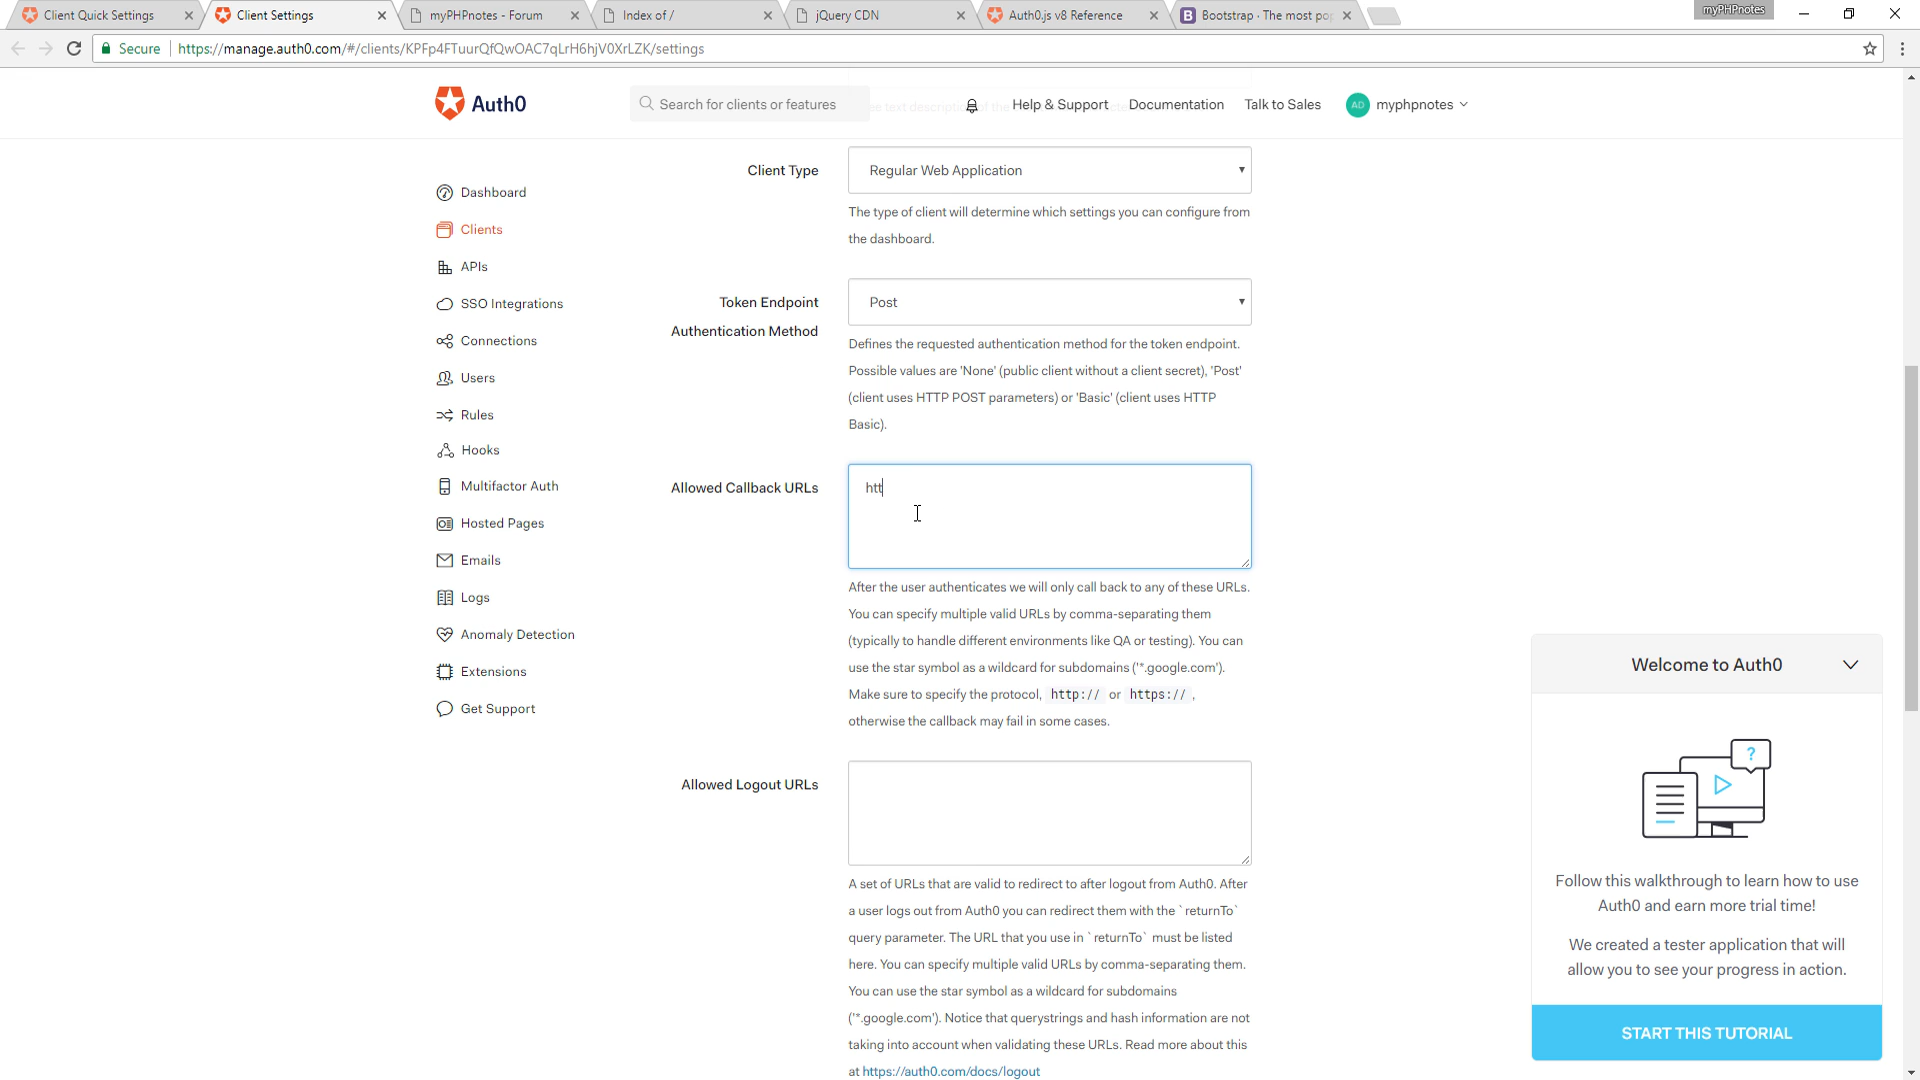 Client Quick Settings
Client Settings
myPHPnotes - Forum
Index of /
jQuery CDN
Auth0.js v8 Reference
Bootstrap · The most po
myPHPnotes
Secure
https://manage.auth0.com/#/clients/KPFp4FTuurQfQwOAC7qLrH6hjV0XrLZK/settings
Auth0
Search for clients or features
Help & Support
Documentation
Talk to Sales
AD
myphpnotes
Dashboard
Clients
APIs
SSO Integrations
Connections
Users
Rules
Hooks
Multifactor Auth
Hosted Pages
Emails
Logs
Anomaly Detection
Extensions
Get Support
Client Type
Regular Web Application
The type of client will determine which settings you can configure from
the dashboard.
Token Endpoint
Authentication Method
Post
Defines the requested authentication method for the token endpoint.
Possible values are 'None' (public client without a client secret), 'Post'
(client uses HTTP POST parameters) or 'Basic' (client uses HTTP
Basic).
Allowed Callback URLs
htt
After the user authenticates we will only call back to any of these URLs.
You can specify multiple valid URLs by comma-separating them
(typically to handle different environments like QA or testing). You can
use the star symbol as a wildcard for subdomains ('*.google.com').
Make sure to specify the protocol, http:// or https:// ,
otherwise the callback may fail in some cases.
Allowed Logout URLs
A set of URLs that are valid to redirect to after logout from Auth0. After
a user logs out from Auth0 you can redirect them with the `returnTo`
query parameter. The URL that you use in `returnTo` must be listed
here. You can specify multiple valid URLs by comma-separating them.
You can use the star symbol as a wildcard for subdomains
('*.google.com'). Notice that querystrings and hash information are not
taking into account when validating these URLs. Read more about this
at https://auth0.com/docs/logout
Welcome to Auth0
?
Follow this walkthrough to learn how to use
Auth0 and earn more trial time!
We created a tester application that will
allow you to see your progress in action.
START THIS TUTORIAL